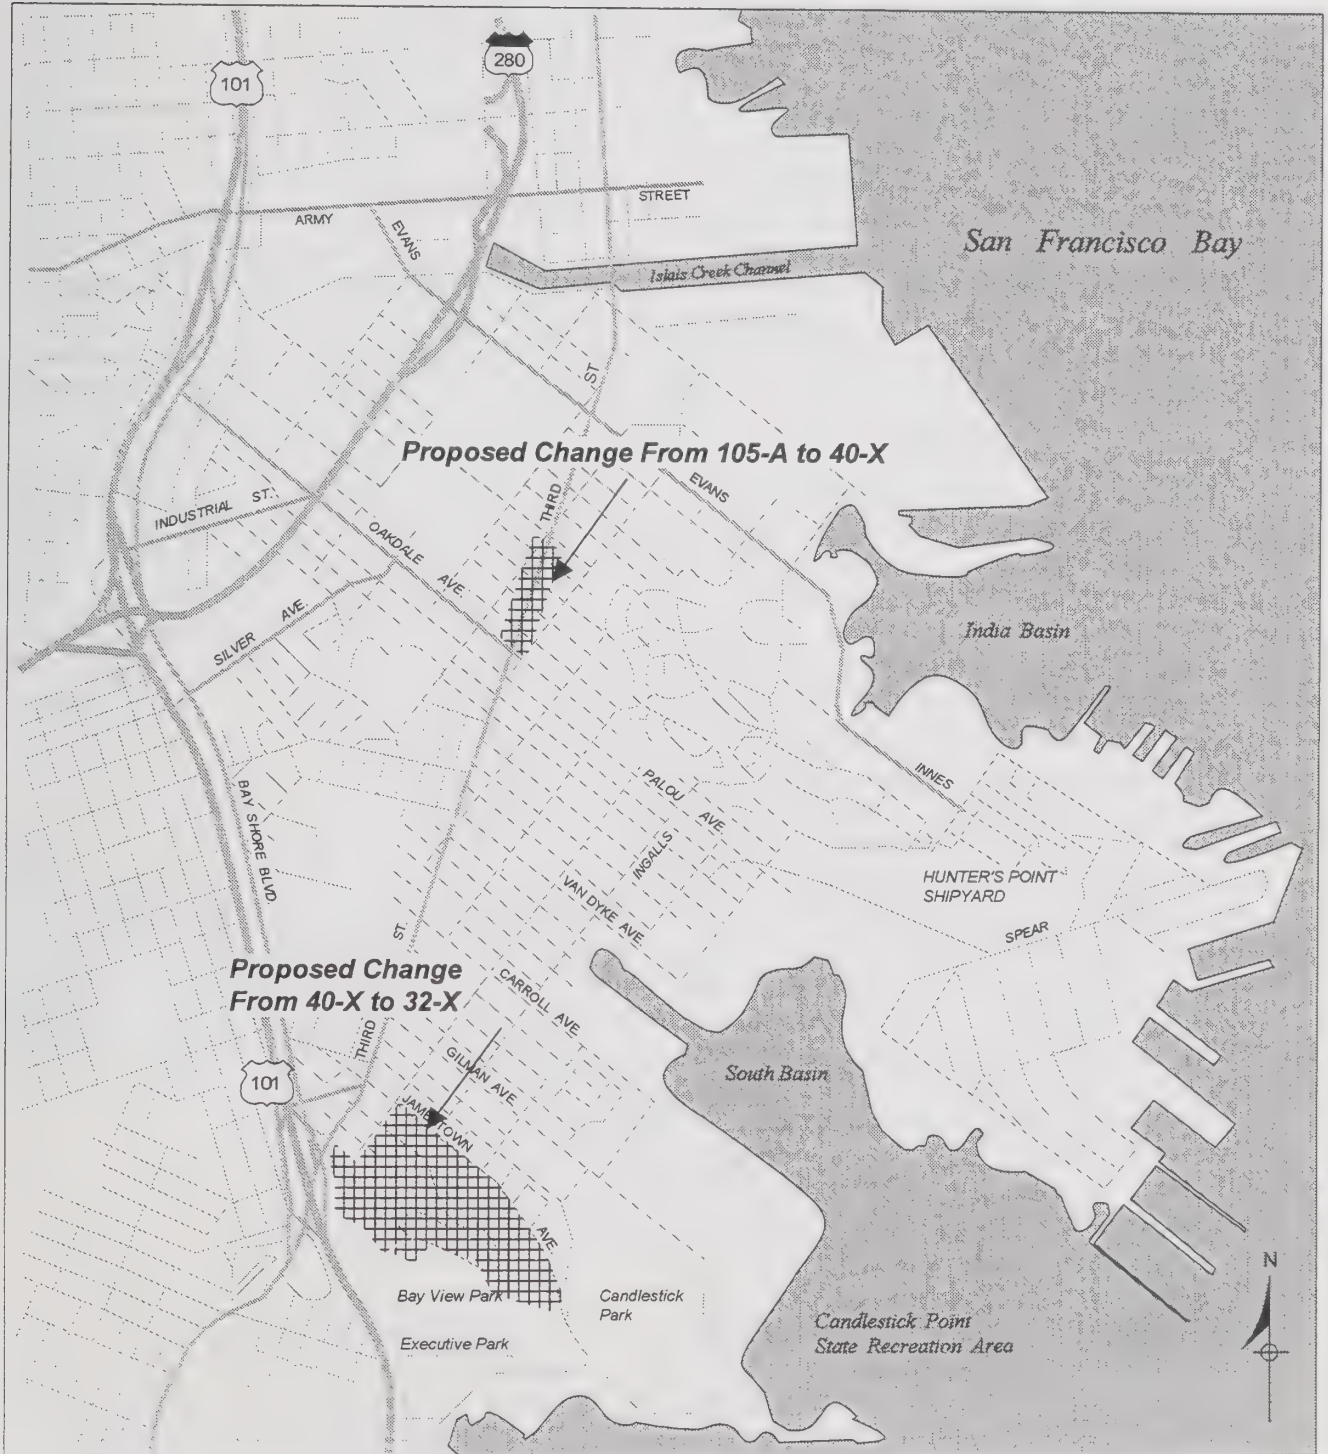 101
280
ARMY
STREET
EVANS
San Francisco Bay
Islais Creek Channel
ST
Proposed Change From 105-A to 40-X
EVANS
THIRD
INDUSTRIAL ST.
OAKDALE AVE.
SILVER AVE.
India Basin
INNES
PALOU AVE
BAY SHORE BLVD.
INGALLS
HUNTER'S POINT
SHIPYARD
VAN DYKE AVE.
SPEAR
ST.
Proposed Change
From 40-X to 32-X
CARROLL AVE
THIRD
GILMAN AVE
101
South Basin
JAMESTOWN
AVE
N
Bay View Park
Candlestick
Park
Executive Park
Candlestick Point
State Recreation Area